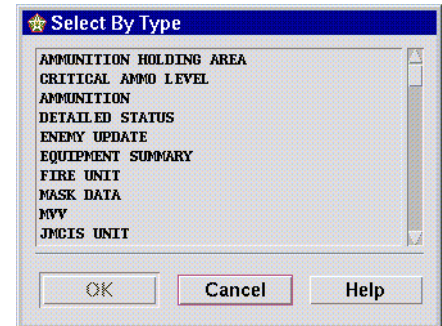 Select By Type
AMMUNITION HOLDING AREA
CRITICAL AMMO LEVEL
AMMUNITION
DETAILED STATUS
ENEMY UPDATE
EQUIPMENT SUMMARY
FIRE UNIT
MASK DATA
MVV
JMCIS UNIT
OK Cancel Help